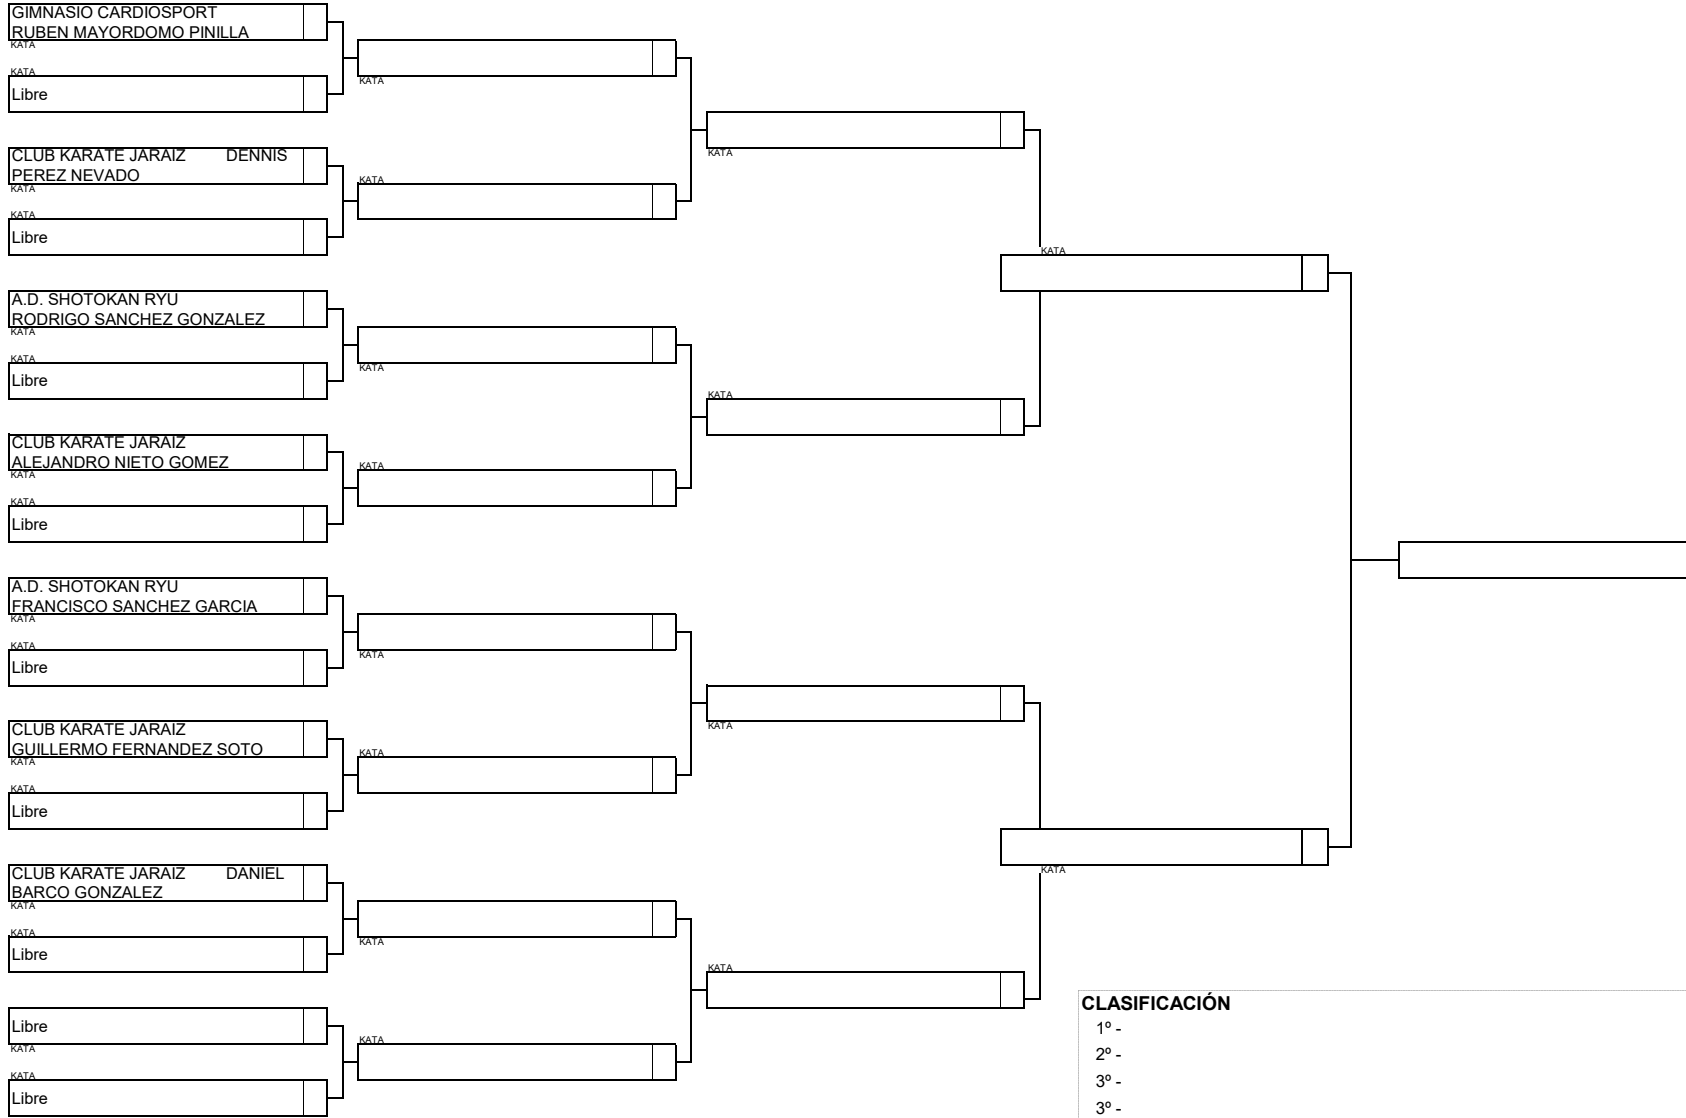 GIMNASIO CARDIOSPORT
RUBEN MAYORDOMO PINILLA
KATA
KATA
Libre
CLUB KARATE JARAIZ DENNIS
PEREZ NEVADO
KATA
KATA
Libre
A.D. SHOTOKAN RYU
RODRIGO SANCHEZ GONZALEZ
KATA
KATA
Libre
CLUB KARATE JARAIZ
ALEJANDRO NIETO GOMEZ
KATA
KATA
Libre
A.D. SHOTOKAN RYU
FRANCISCO SANCHEZ GARCIA
KATA
KATA
Libre
CLUB KARATE JARAIZ
GUILLERMO FERNANDEZ SOTO
KATA
KATA
Libre
CLUB KARATE JARAIZ DANIEL
BARCO GONZALEZ
KATA
KATA
Libre
Libre
KATA
KATA
Libre
KATA
KATA
KATA
KATA
KATA
KATA
KATA
KATA
KATA
KATA
KATA
KATA
KATA
KATA
CLASIFICACIÓN
1º -
2º -
3º -
3º -